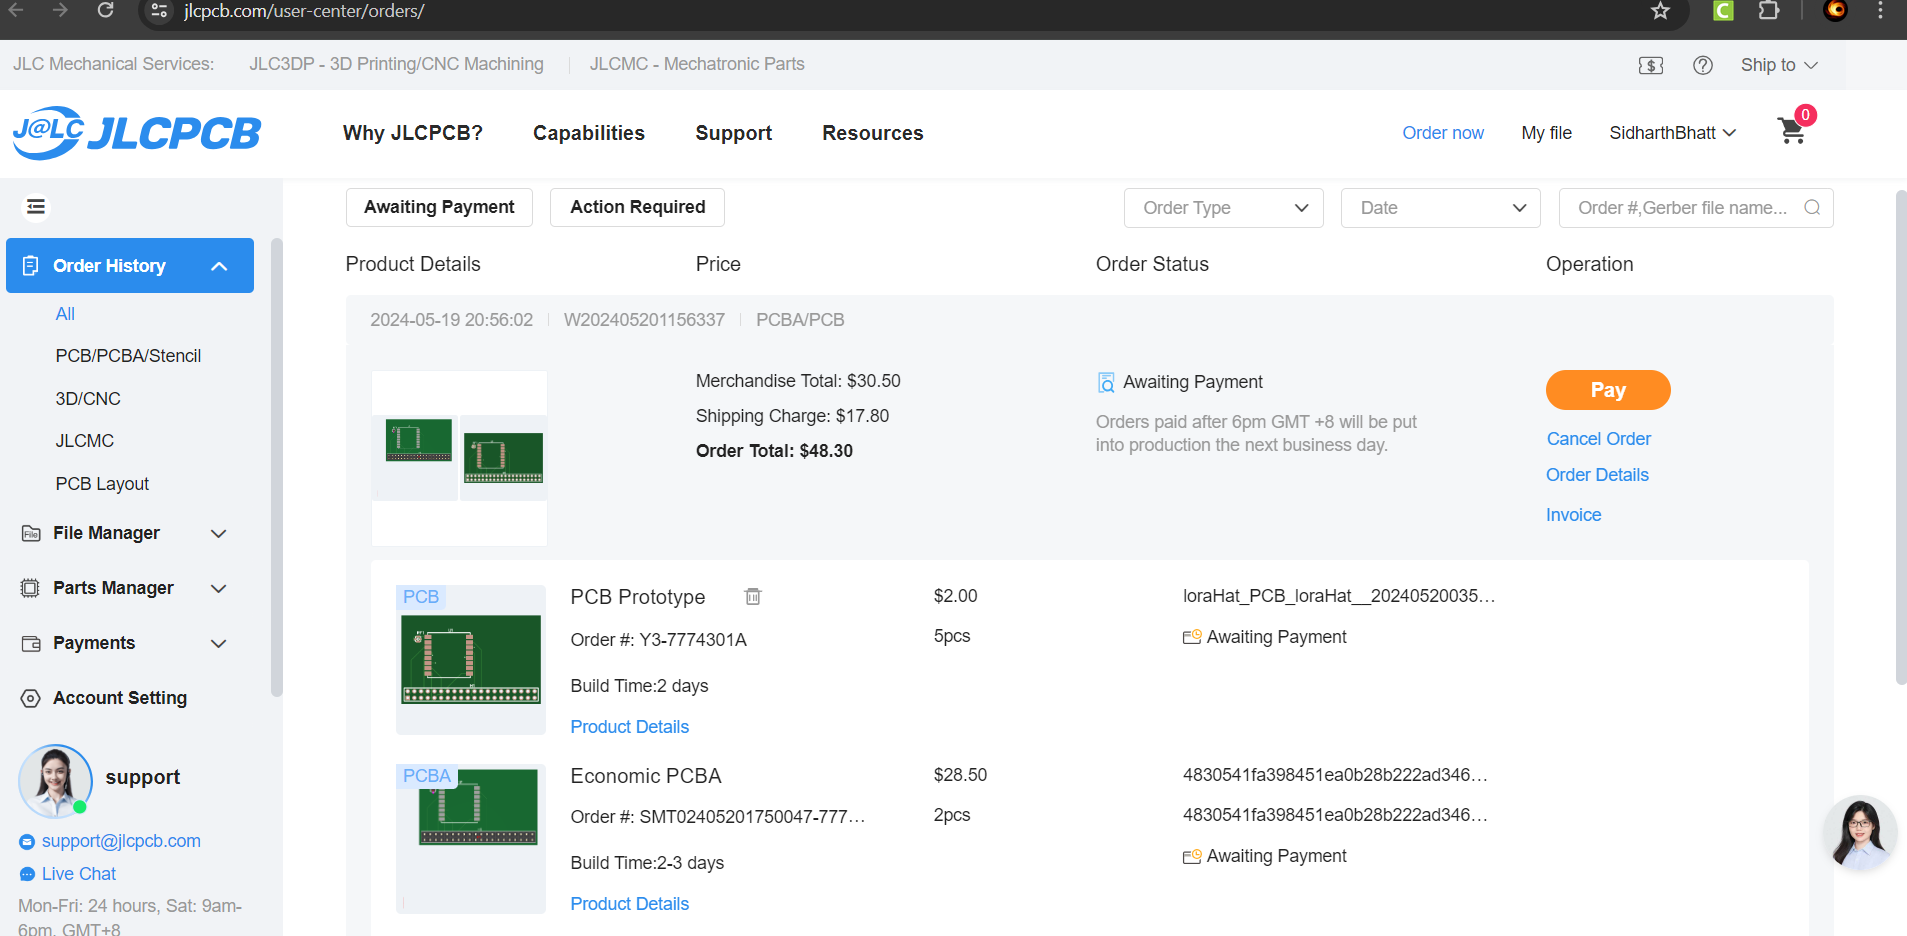 jlcpcb.com/user-center/orders/
JLC Mechanical Services: JLC3DP - 3D Printing/CNC Machining JLCMC - Mechatronic Parts
Ship to
J@LC JLCPCB
Why JLCPCB? Capabilities Support Resources
Order now My file SidharthBhatt 0
Awaiting Payment Action Required
Order Type Date Order #,Gerber file name...
Order History
All
PCB/PCBA/Stencil
3D/CNC
JLCMC
PCB Layout
File Manager
Parts Manager
Payments
Account Setting
support
support@jlcpcb.com
Live Chat
Mon-Fri: 24 hours, Sat: 9am-
6pm, GMT+8
Product Details Price Order Status Operation
2024-05-19 20:56:02 W202405201156337 PCBA/PCB
Merchandise Total: $30.50
Shipping Charge: $17.80
Order Total: $48.30
Awaiting Payment
Orders paid after 6pm GMT +8 will be put
into production the next business day.
Pay
Cancel Order
Order Details
Invoice
PCB
PCB Prototype
Order #: Y3-7774301A
Build Time:2 days
Product Details
$2.00
5pcs
loraHat_PCB_loraHat__20240520035...
Awaiting Payment
PCBA
Economic PCBA
Order #: SMT02405201750047-777...
Build Time:2-3 days
Product Details
$28.50
2pcs
4830541fa398451ea0b28b222ad346...
4830541fa398451ea0b28b222ad346...
Awaiting Payment